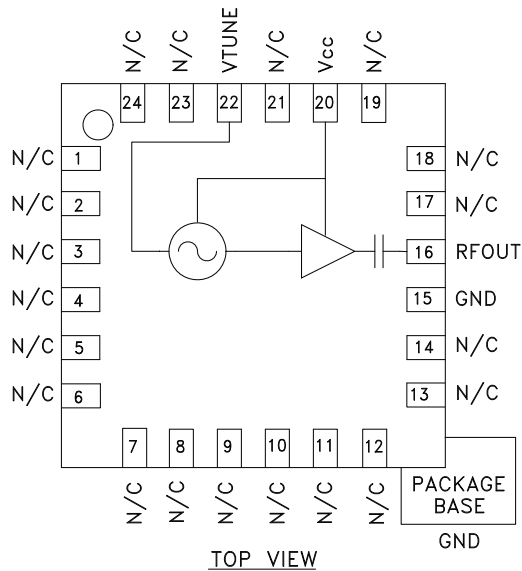 N/C N/C VTUNE N/C Vcc N/C
24 23 22 21 20 19
N/C 1 18 N/C
N/C 2 17 N/C
N/C 3 16 RFOUT
N/C 4 15 GND
N/C 5 14 N/C
N/C 6 13 N/C
7 8 9 10 11 12
N/C N/C N/C N/C N/C N/C
PACKAGE
BASE
GND
TOP VIEW